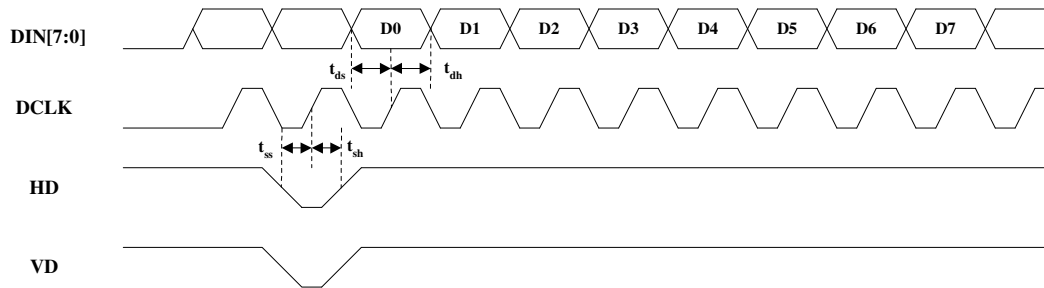 DIN[7:0]
D0 D1 D2 D3 D4 D5 D6 D7
tds tdh
DCLK
tss tsh
HD
VD